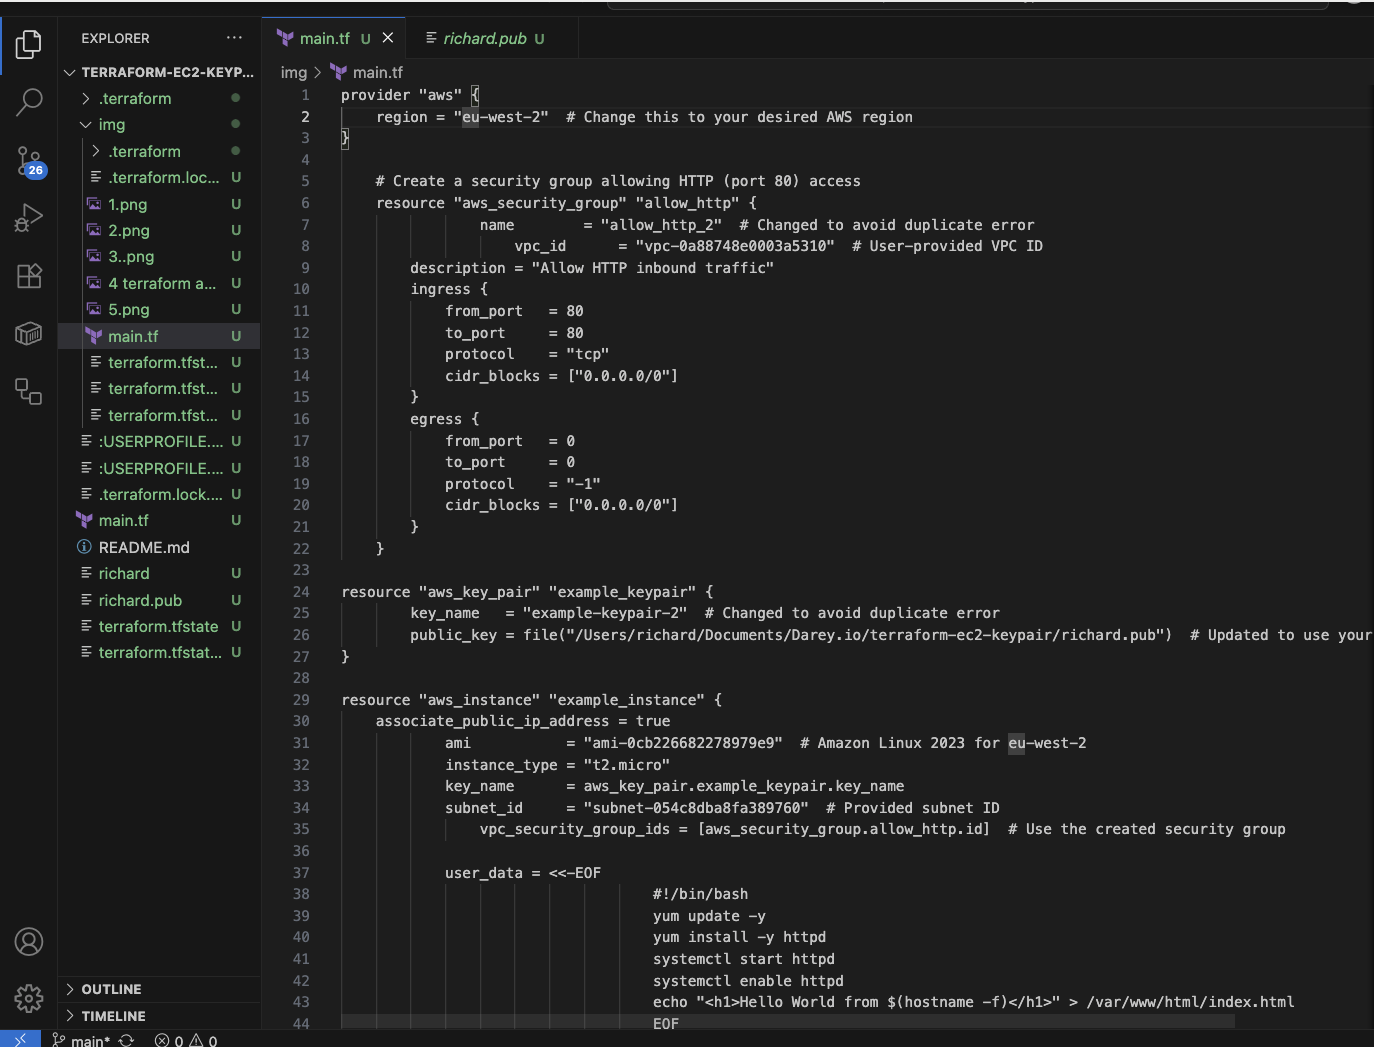 EXPLORER ···
TERRAFORM-EC2-KEYP...
.terraform
img
.terraform
.terraform.loc... U
1.png U
2.png U
3..png U
4 terraform a... U
5.png U
main.tf U
terraform.tfst... U
terraform.tfst... U
terraform.tfst... U
:USERPROFILE.... U
:USERPROFILE.... U
.terraform.lock.... U
main.tf U
README.md
richard U
richard.pub U
terraform.tfstate U
terraform.tfstat... U
OUTLINE
TIMELINE
26
main.tf U
richard.pub U
img > main.tf
1 provider "aws" {
2 region = "eu-west-2" # Change this to your desired AWS region
3 }
4
5 # Create a security group allowing HTTP (port 80) access
6 resource "aws_security_group" "allow_http" {
7 name = "allow_http_2" # Changed to avoid duplicate error
8 vpc_id = "vpc-0a88748e0003a5310" # User-provided VPC ID
9 description = "Allow HTTP inbound traffic"
10 ingress {
11 from_port = 80
12 to_port = 80
13 protocol = "tcp"
14 cidr_blocks = ["0.0.0.0/0"]
15 }
16 egress {
17 from_port = 0
18 to_port = 0
19 protocol = "-1"
20 cidr_blocks = ["0.0.0.0/0"]
21 }
22 }
23
24 resource "aws_key_pair" "example_keypair" {
25 key_name = "example-keypair-2" # Changed to avoid duplicate error
26 public_key = file("/Users/richard/Documents/Darey.io/terraform-ec2-keypair/richard.pub") # Updated to use your
27 }
28
29 resource "aws_instance" "example_instance" {
30 associate_public_ip_address = true
31 ami = "ami-0cb226682278979e9" # Amazon Linux 2023 for eu-west-2
32 instance_type = "t2.micro"
33 key_name = aws_key_pair.example_keypair.key_name
34 subnet_id = "subnet-054c8dba8fa389760" # Provided subnet ID
35 vpc_security_group_ids = [aws_security_group.allow_http.id] # Use the created security group
36
37 user_data = <<-EOF
38 #!/bin/bash
39 yum update -y
40 yum install -y httpd
41 systemctl start httpd
42 systemctl enable httpd
43 echo "<h1>Hello World from $(hostname -f)</h1>" > /var/www/html/index.html
44 EOF
main* 0 0